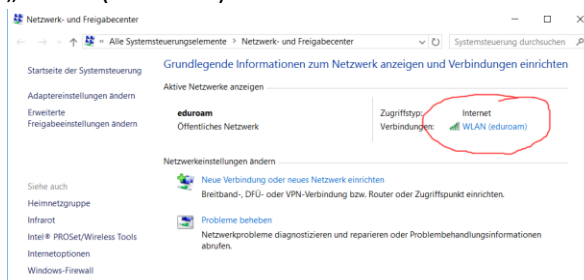 Netzwerk- und Freigabecenter
« Alle Systemsteuerungselemente > Netzwerk- und Freigabecenter
Systemsteuerung durchsuchen
Startseite der Systemsteuerung
Adaptereinstellungen ändern
Erweiterte
Freigabeeinstellungen ändern
Grundlegende Informationen zum Netzwerk anzeigen und Verbindungen einrichten
Aktive Netzwerke anzeigen
eduroam
Öffentliches Netzwerk
Zugriffstyp: Internet
Verbindungen: WLAN (eduroam)
Netzwerkeinstellungen ändern
Neue Verbindung oder neues Netzwerk einrichten
Breitband-, DFÜ- oder VPN-Verbindung bzw. Router oder Zugriffspunkt einrichten.
Probleme beheben
Netzwerkprobleme diagnostizieren und reparieren oder Problembehandlungsinformationen
abrufen.
Siehe auch
Heimnetzgruppe
Infrarot
Intel® PROSet/Wireless Tools
Internetoptionen
Windows-Firewall